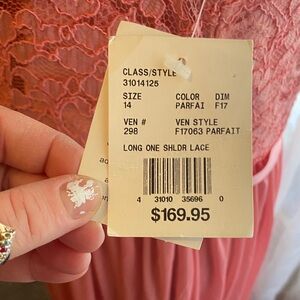 CLASS/STYLE
31014125
SIZE COLOR DIM
14 PARFAI F17
VEN # VEN STYLE
298 F17063 PARFAIT
LONG ONE SHLDR LACE
4 31010 35696 0
$169.95